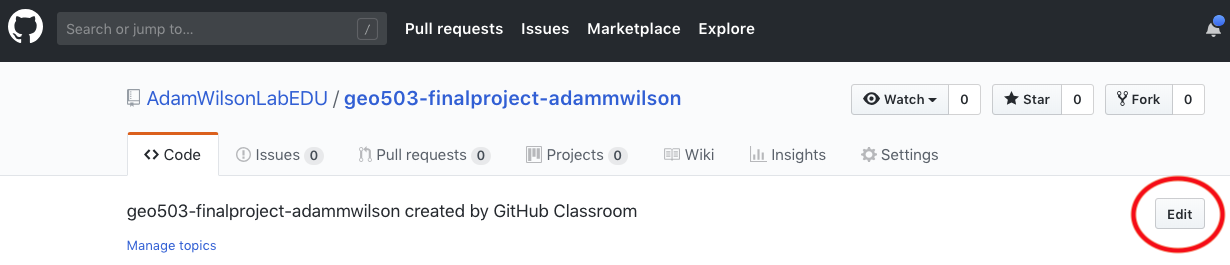 Search or jump to... /
Pull requests Issues Marketplace Explore
AdamWilsonLabEDU / geo503-finalproject-adammwilson
Watch 0 Star 0 Fork 0
<> Code Issues 0 Pull requests 0 Projects 0 Wiki Insights Settings
geo503-finalproject-adammwilson created by GitHub Classroom
Edit
Manage topics